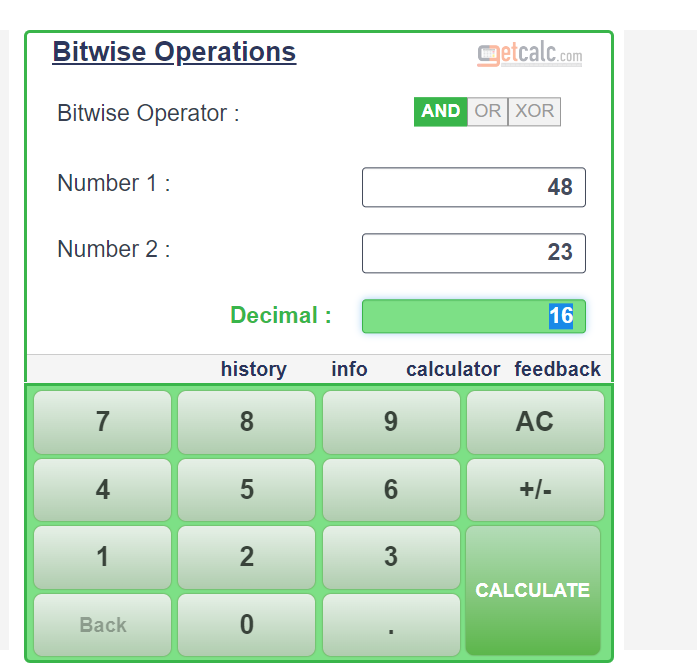 Bitwise Operations
getcalc.com
Bitwise Operator : AND OR XOR
Number 1 : 48
Number 2 : 23
Decimal : 16
history info calculator feedback
7 8 9 AC
4 5 6 +/-
1 2 3
CALCULATE
Back 0 .